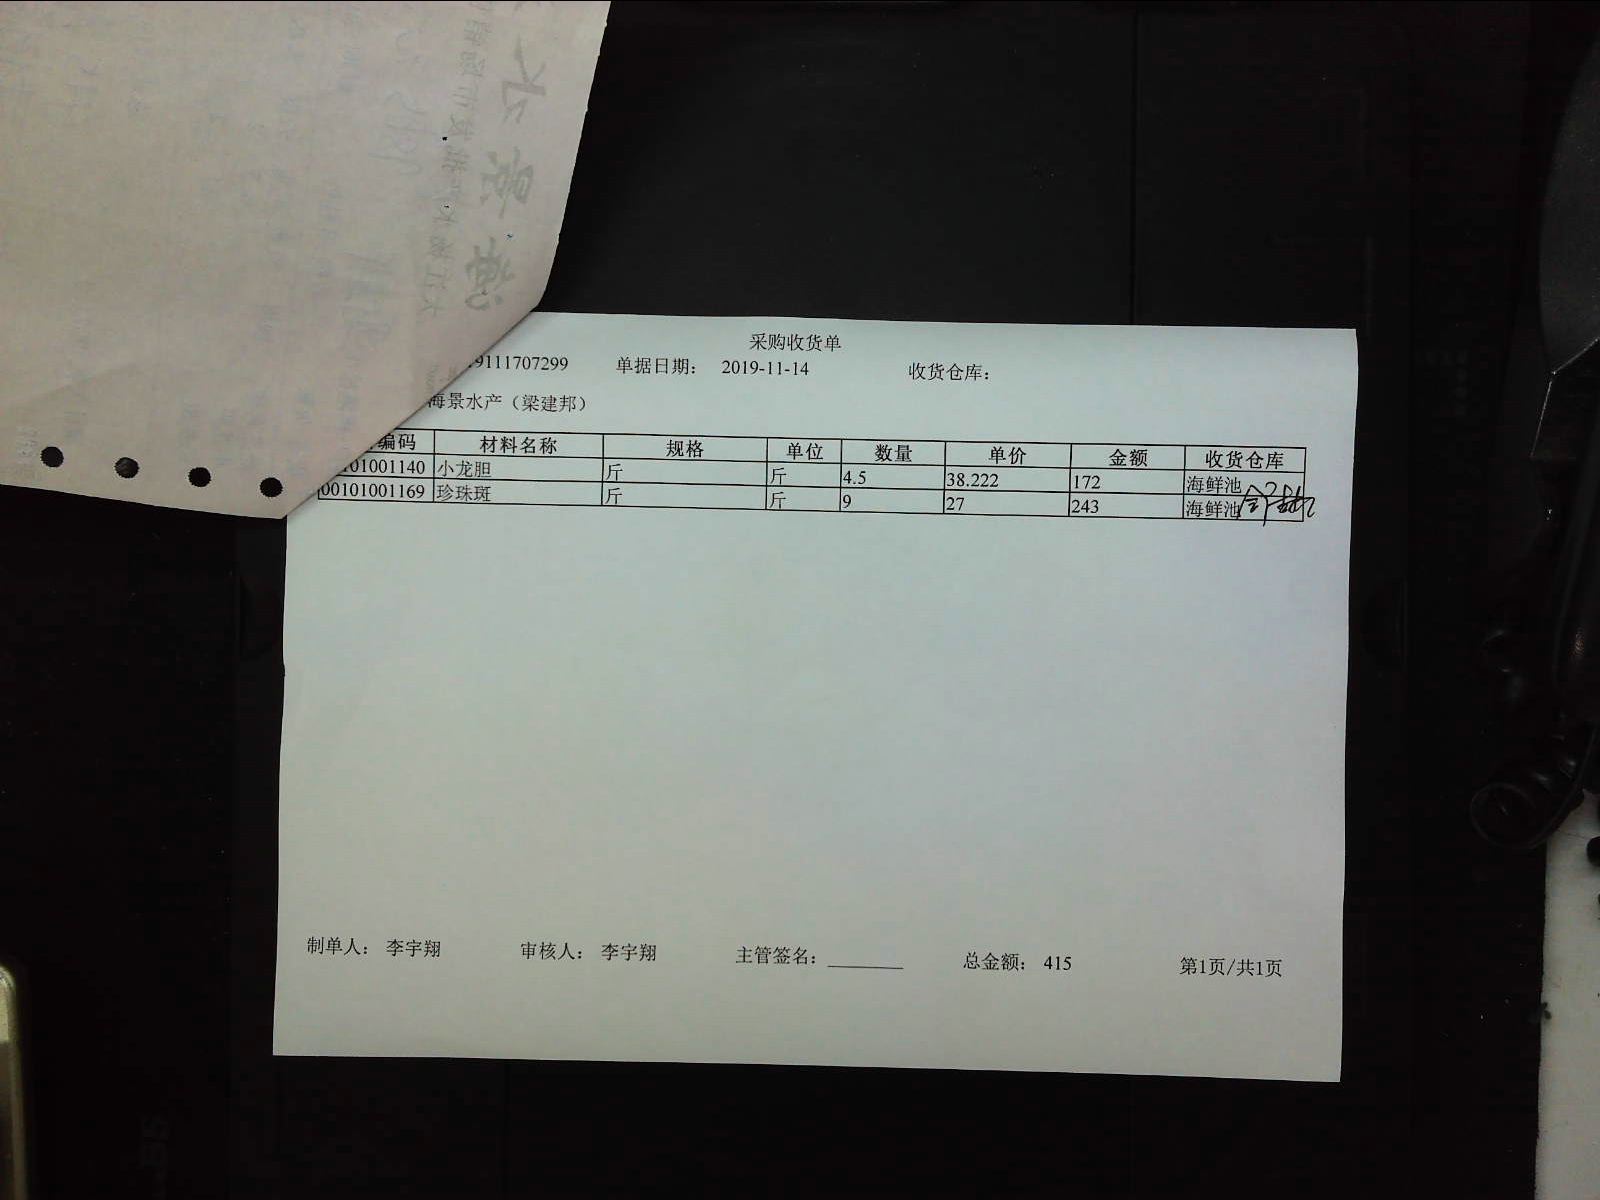 采购收货单
9111707299 单据日期： 2019-11-14 收货仓库：
海景水产（梁建邦）
编码 材料名称 规格 单位 数量 单价 金额 收货仓库
101001140 小龙胆 斤 斤 4.5 38.222 172 海鲜池
00101001169 珍珠斑 斤 斤 9 27 243 海鲜池
制单人： 李宇翔 审核人： 李宇翔 主管签名： 总金额： 415 第1页/共1页